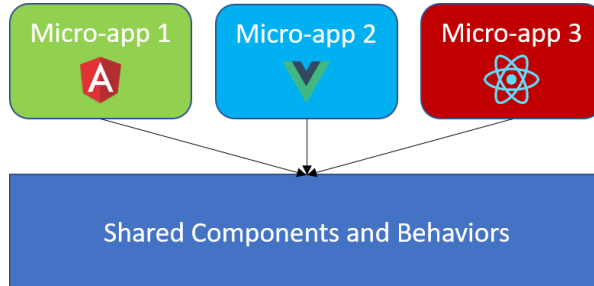 Micro-app 1
Micro-app 2
Micro-app 3
A
Shared Components and Behaviors